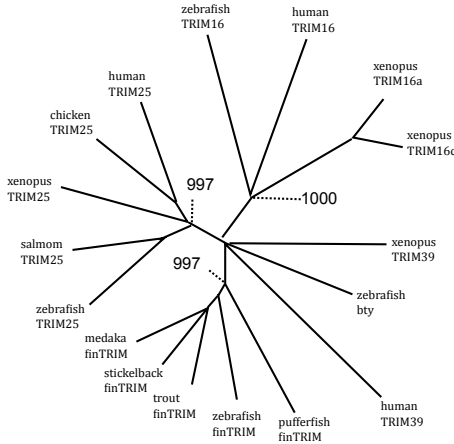 zebrafish
TRIM16
human
TRIM16
xenopus
TRIM16a
xenopus
TRIM16c
human
TRIM25
chicken
TRIM25
xenopus
TRIM25
salmom
TRIM25
zebrafish
TRIM25
997
1000
997
xenopus
TRIM39
zebrafish
bty
human
TRIM39
medaka
finTRIM
stickelback
finTRIM
trout
finTRIM
zebrafish
finTRIM
pufferfish
finTRIM